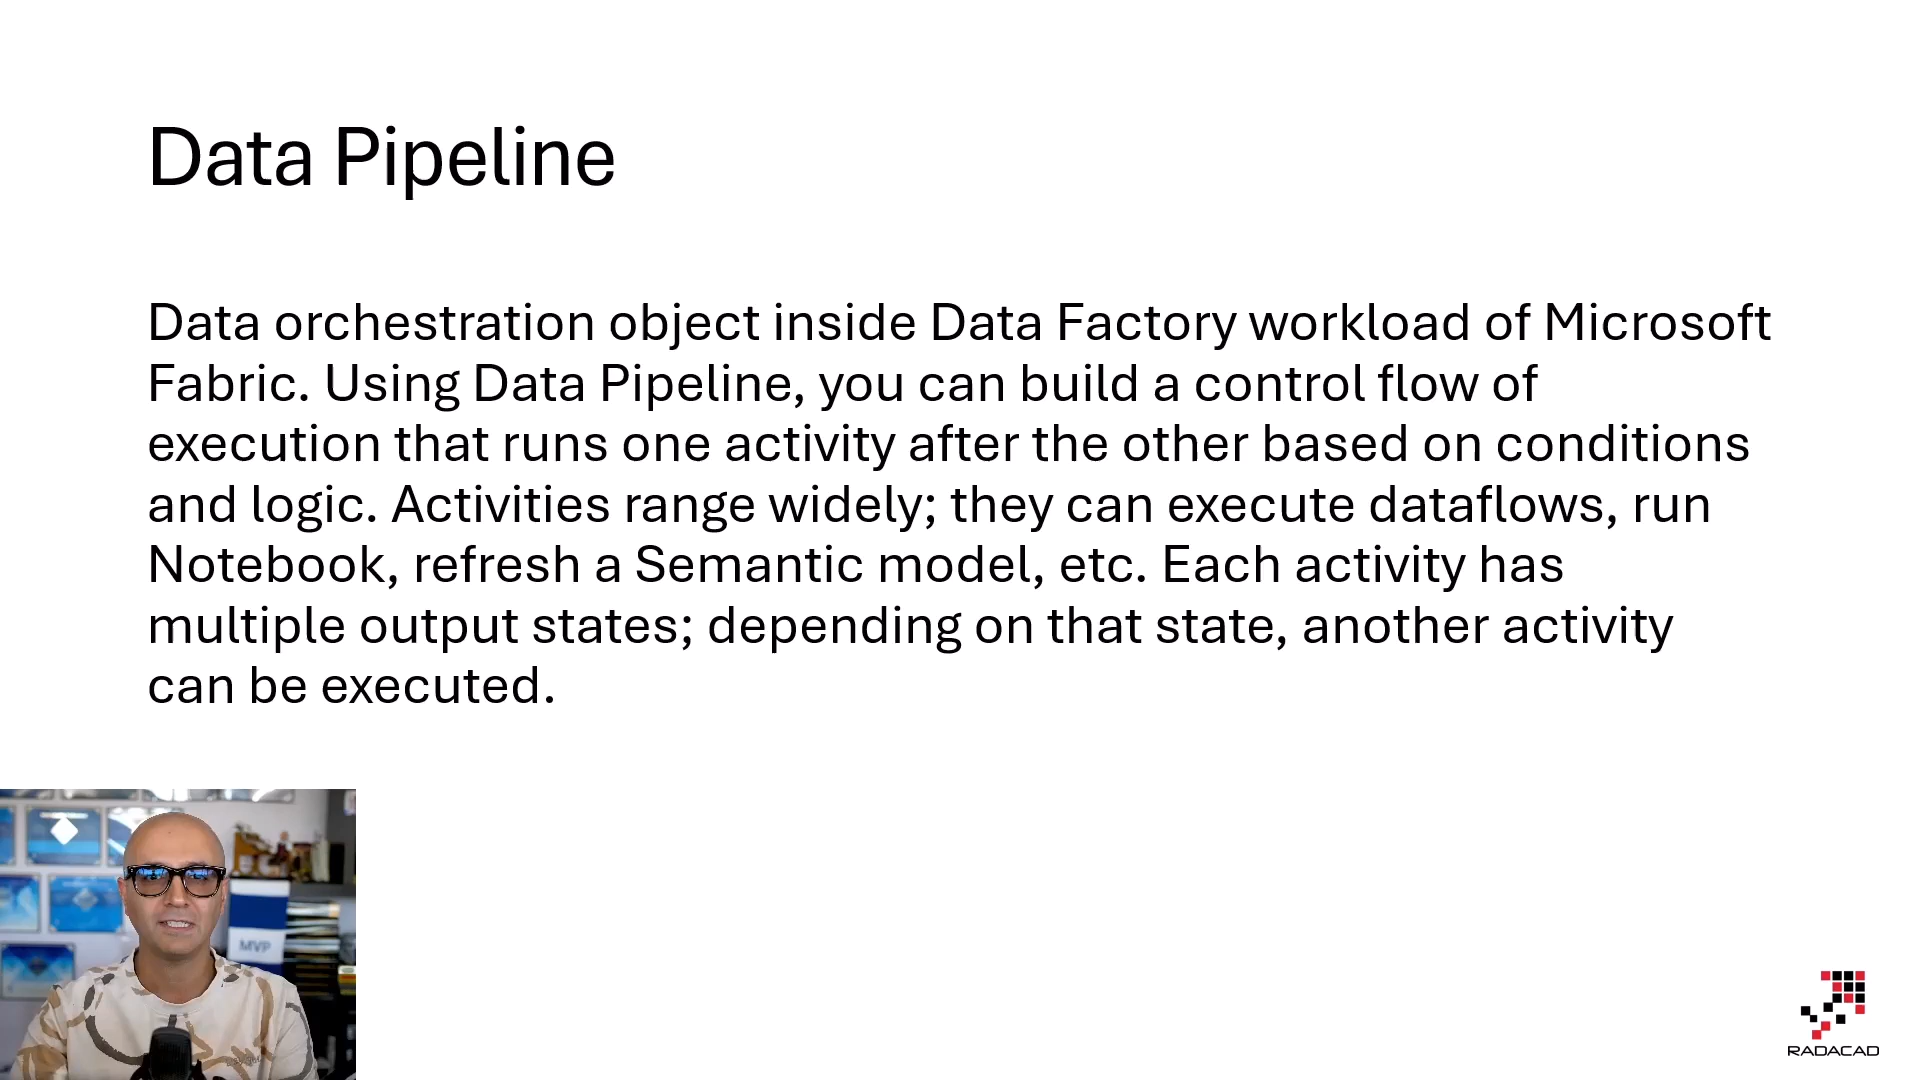 Data Pipeline
Data orchestration object inside Data Factory workload of Microsoft
Fabric. Using Data Pipeline, you can build a control flow of
execution that runs one activity after the other based on conditions
and logic. Activities range widely; they can execute dataflows, run
Notebook, refresh a Semantic model, etc. Each activity has
multiple output states; depending on that state, another activity
can be executed.
MVP
RADACAD